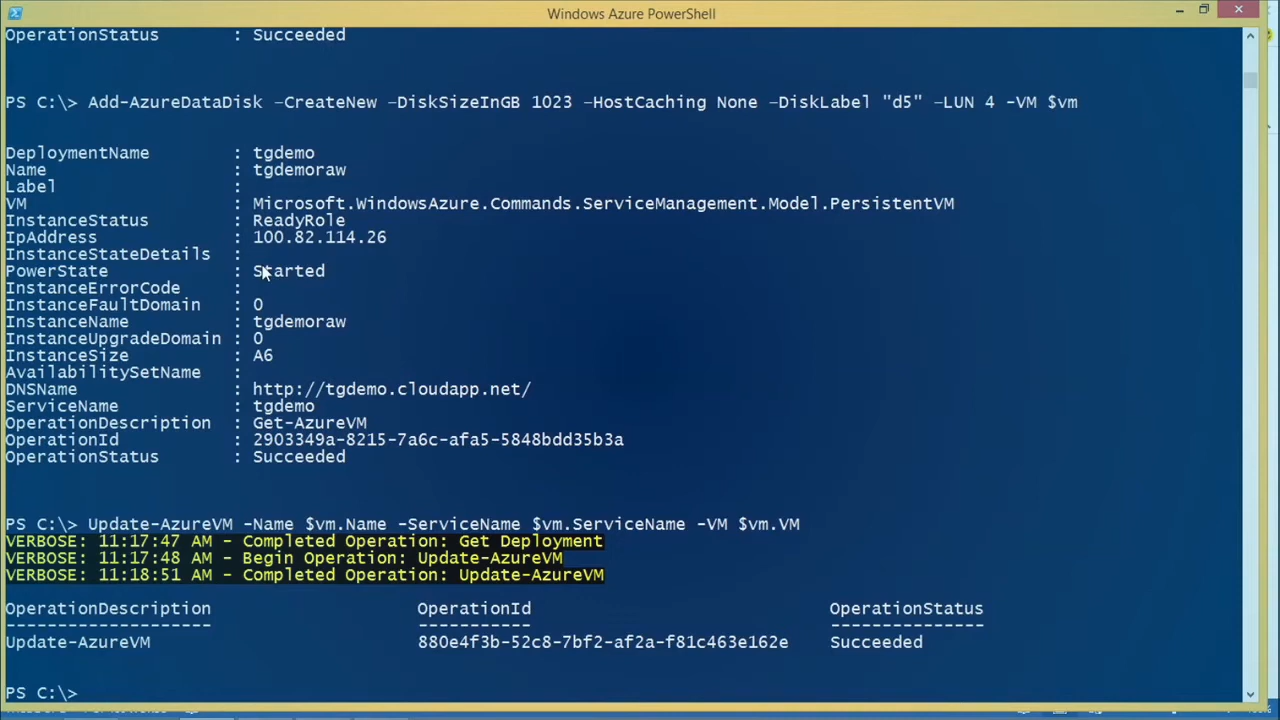 Windows Azure PowerShell
OperationStatus : Succeeded
PS C:\> Add-AzureDataDisk -CreateNew -DiskSizeInGB 1023 -HostCaching None -DiskLabel "d5" -LUN 4 -VM $vm
DeploymentName : tgdemo
Name : tgdemoraw
Label :
VM : Microsoft.WindowsAzure.Commands.ServiceManagement.Model.PersistentVM
InstanceStatus : ReadyRole
IpAddress : 100.82.114.26
InstanceStateDetails :
PowerState : Started
InstanceErrorCode :
InstanceFaultDomain : 0
InstanceName : tgdemoraw
InstanceUpgradeDomain : 0
InstanceSize : A6
AvailabilitySetName :
DNSName : http://tgdemo.cloudapp.net/
ServiceName : tgdemo
OperationDescription : Get-AzureVM
OperationId : 2903349a-8215-7a6c-afa5-5848bdd35b3a
OperationStatus : Succeeded
PS C:\> Update-AzureVM -Name $vm.Name -ServiceName $vm.ServiceName -VM $vm.VM
VERBOSE: 11:17:47 AM - Completed Operation: Get Deployment
VERBOSE: 11:17:48 AM - Begin Operation: Update-AzureVM
VERBOSE: 11:18:51 AM - Completed Operation: Update-AzureVM
OperationDescription OperationId OperationStatus
-------------------- ----------- ---------------
Update-AzureVM 880e4f3b-52c8-7bf2-af2a-f81c463e162e Succeeded
PS C:\>